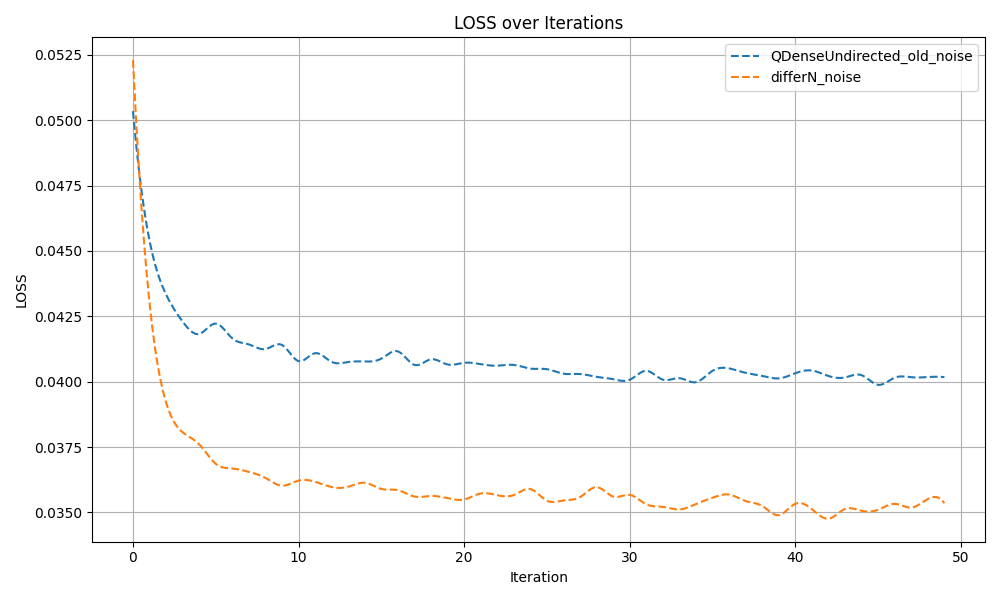 LOSS over Iterations
QDenseUndirected_old_noise
differN_noise
0.0525
0.0500
0.0475
0.0450
0.0425
0.0400
0.0375
0.0350
LOSS
0 10 20 30 40 50
Iteration